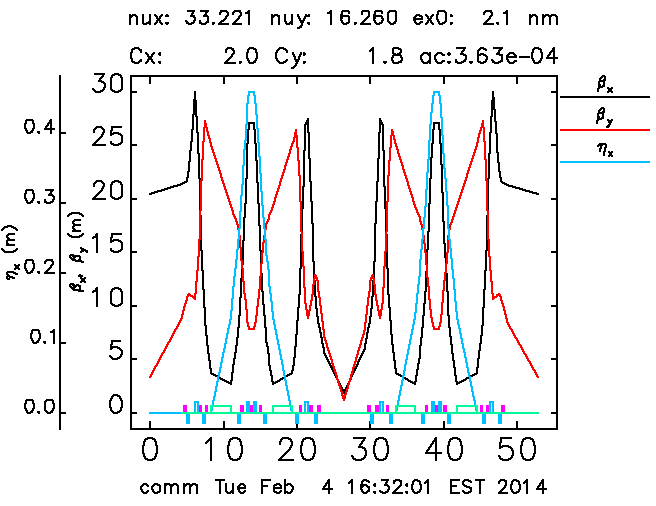 nux: 33.221 nuy: 16.260 ex0: 2.1 nm
Cx: 2.0 Cy: 1.8 ac:3.63e-04
βx
βy
ηx
ηx (m)
0.4
0.3
0.2
0.1
0.0
βx, βy (m)
30
25
20
15
10
5
0
0 10 20 30 40 50
comm Tue Feb 4 16:32:01 EST 2014